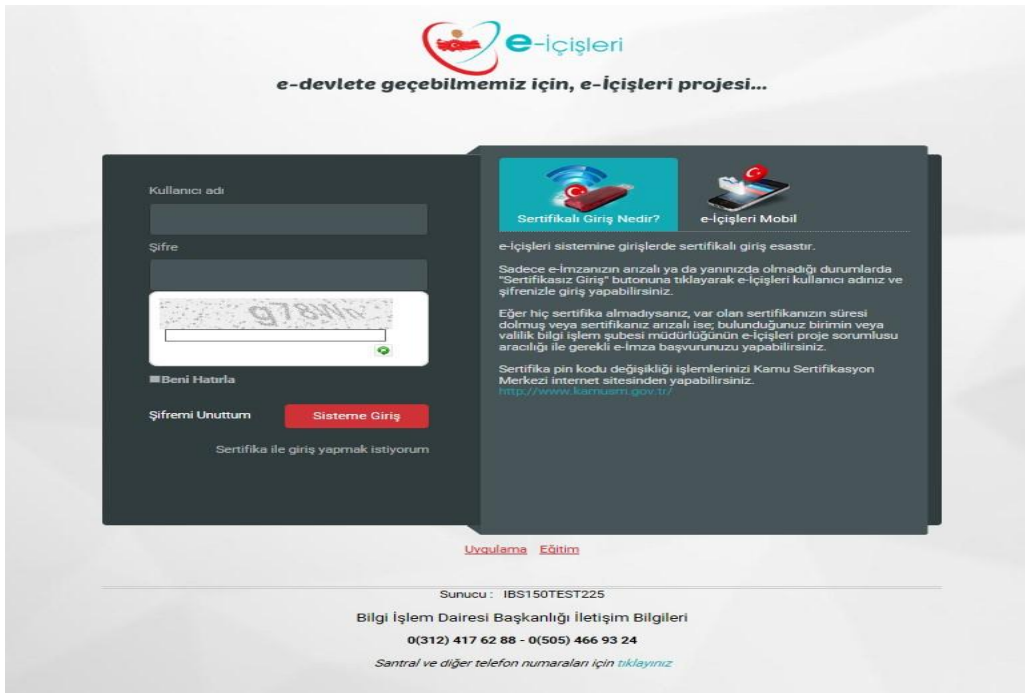 e-İçişleri
e-devlete geçebilmemiz için, e-İçişleri projesi...
Kullanıcı adı
Şifre
Beni Hatırla
Şifremi Unuttum
Sisteme Giriş
Sertifika ile giriş yapmak istiyorum
Sertifikalı Giriş Nedir?
e-İçişleri Mobil
e-İçişleri sistemine girişlerde sertifikalı giriş esastır.
Sadece e-İmzanızın arızalı ya da yanınızda olmadığı durumlarda
"Sertifikasız Giriş" butonuna tıklayarak e-İçişleri kullanıcı adınız ve
şifrenizle giriş yapabilirsiniz.
Eğer hiç sertifika almadıysanız, var olan sertifikanızın süresi
dolmuş veya sertifikanız arızalı ise; bulunduğunuz birimin veya
valilik bilgi işlem şubesi müdürlüğünün e-İçişleri proje sorumlusu
aracılığı ile gerekli e-İmza başvurunuzu yapabilirsiniz.
Sertifika pin kodu değişikliği işlemlerinizi Kamu Sertifikasyon
Merkezi internet sitesinden yapabilirsiniz.
http://www.kamusm.gov.tr/
Uygulama Eğitim
Sunucu : IBS150TEST225
Bilgi İşlem Dairesi Başkanlığı İletişim Bilgileri
0(312) 417 62 88 - 0(505) 466 93 24
Santral ve diğer telefon numaraları için tıklayınız